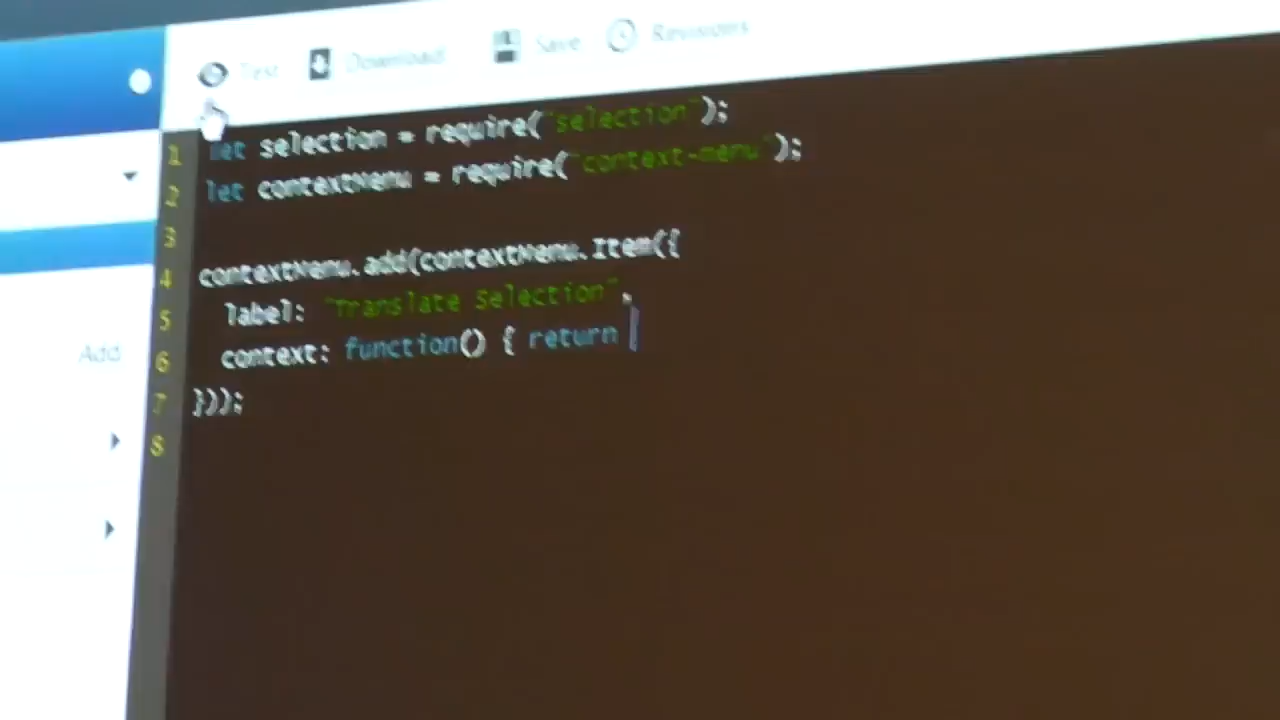 Test Download Save Revisions
1 let selection = require("selection");
2 let contextMenu = require("context-menu");
3
4 contextMenu.add(contextMenu.Item({
5 label: "Translate Selection",
Add
6 context: function() { return
7 }));
8